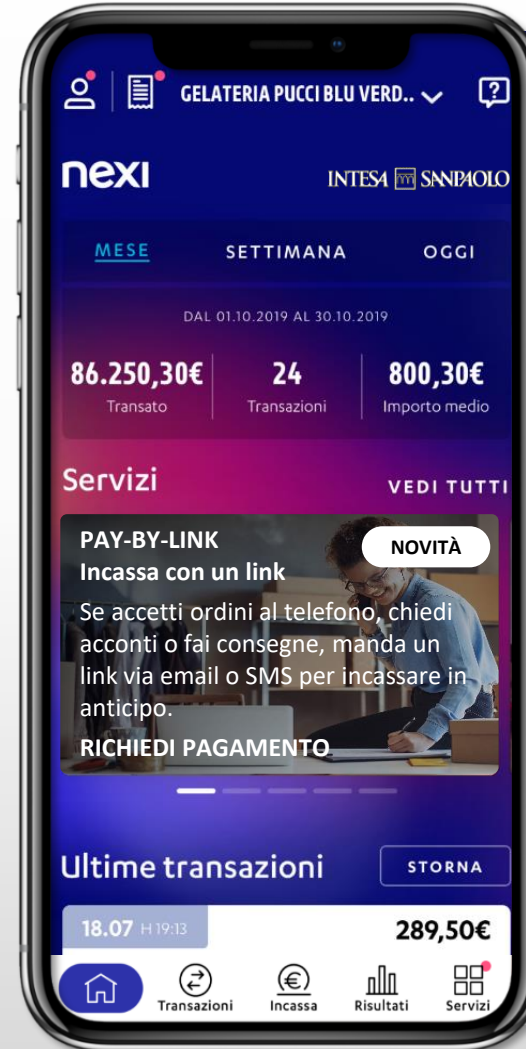 GELATERIA PUCCI BLU VERD..
nexi
INTESA SANPAOLO
MESE SETTIMANA OGGI
DAL 01.10.2019 AL 30.10.2019
86.250,30€ 24 800,30€
Transato Transazioni Importo medio
Servizi VEDI TUTTI
PAY-BY-LINK NOVITÀ
Incassa con un link
Se accetti ordini al telefono, chiedi
acconti o fai consegne, manda un
link via email o SMS per incassare in
anticipo.
RICHIEDI PAGAMENTO
Ultime transazioni STORNA
18.07 H 19:13 289,50€
Transazioni Incassa Risultati Servizi